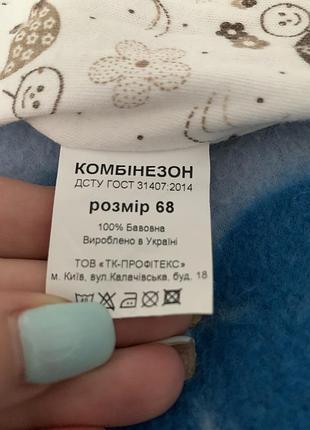 КОМБІНЕЗОН
ДСТУ ГОСТ 31407:2014
розмір 68
100% Бавовна
Вироблено в Україні
ТОВ «ТК-ПРОФІТЕКС»
м. Київ, вул.Калачівська, буд. 18